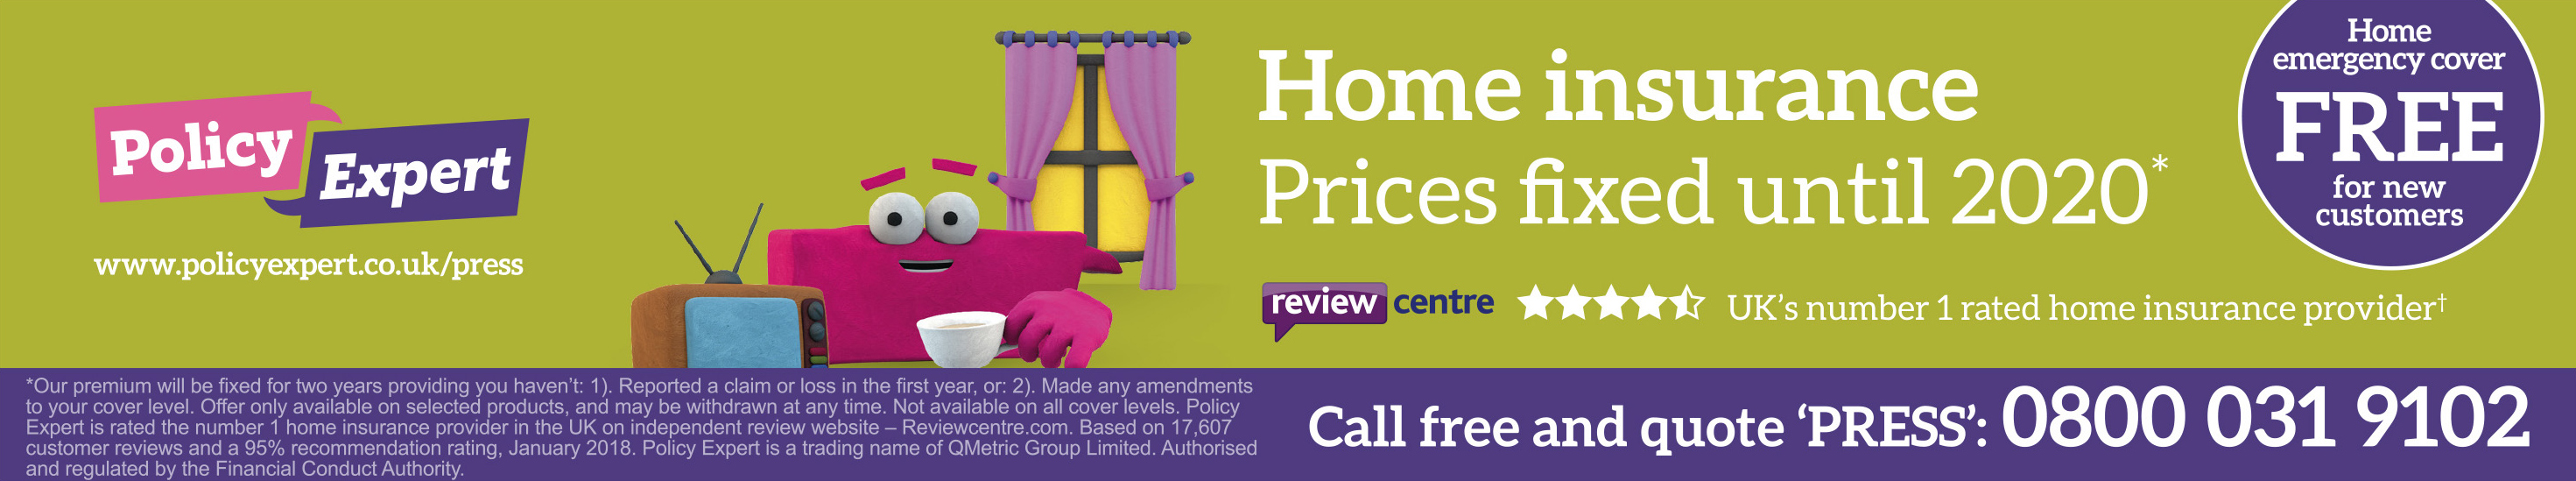 Policy
Expert
www.policyexpert.co.uk/press
Home insurance
Prices fixed until 2020*
review centre UK's number 1 rated home insurance provider†
Home
emergency cover
FREE
for new
customers
*Our premium will be fixed for two years providing you haven't: 1). Reported a claim or loss in the first year, or: 2). Made any amendments
to your cover level. Offer only available on selected products, and may be withdrawn at any time. Not available on all cover levels. Policy
Expert is rated the number 1 home insurance provider in the UK on independent review website – Reviewcentre.com. Based on 17,607
customer reviews and a 95% recommendation rating, January 2018. Policy Expert is a trading name of QMetric Group Limited. Authorised
and regulated by the Financial Conduct Authority.
Call free and quote 'PRESS': 0800 031 9102